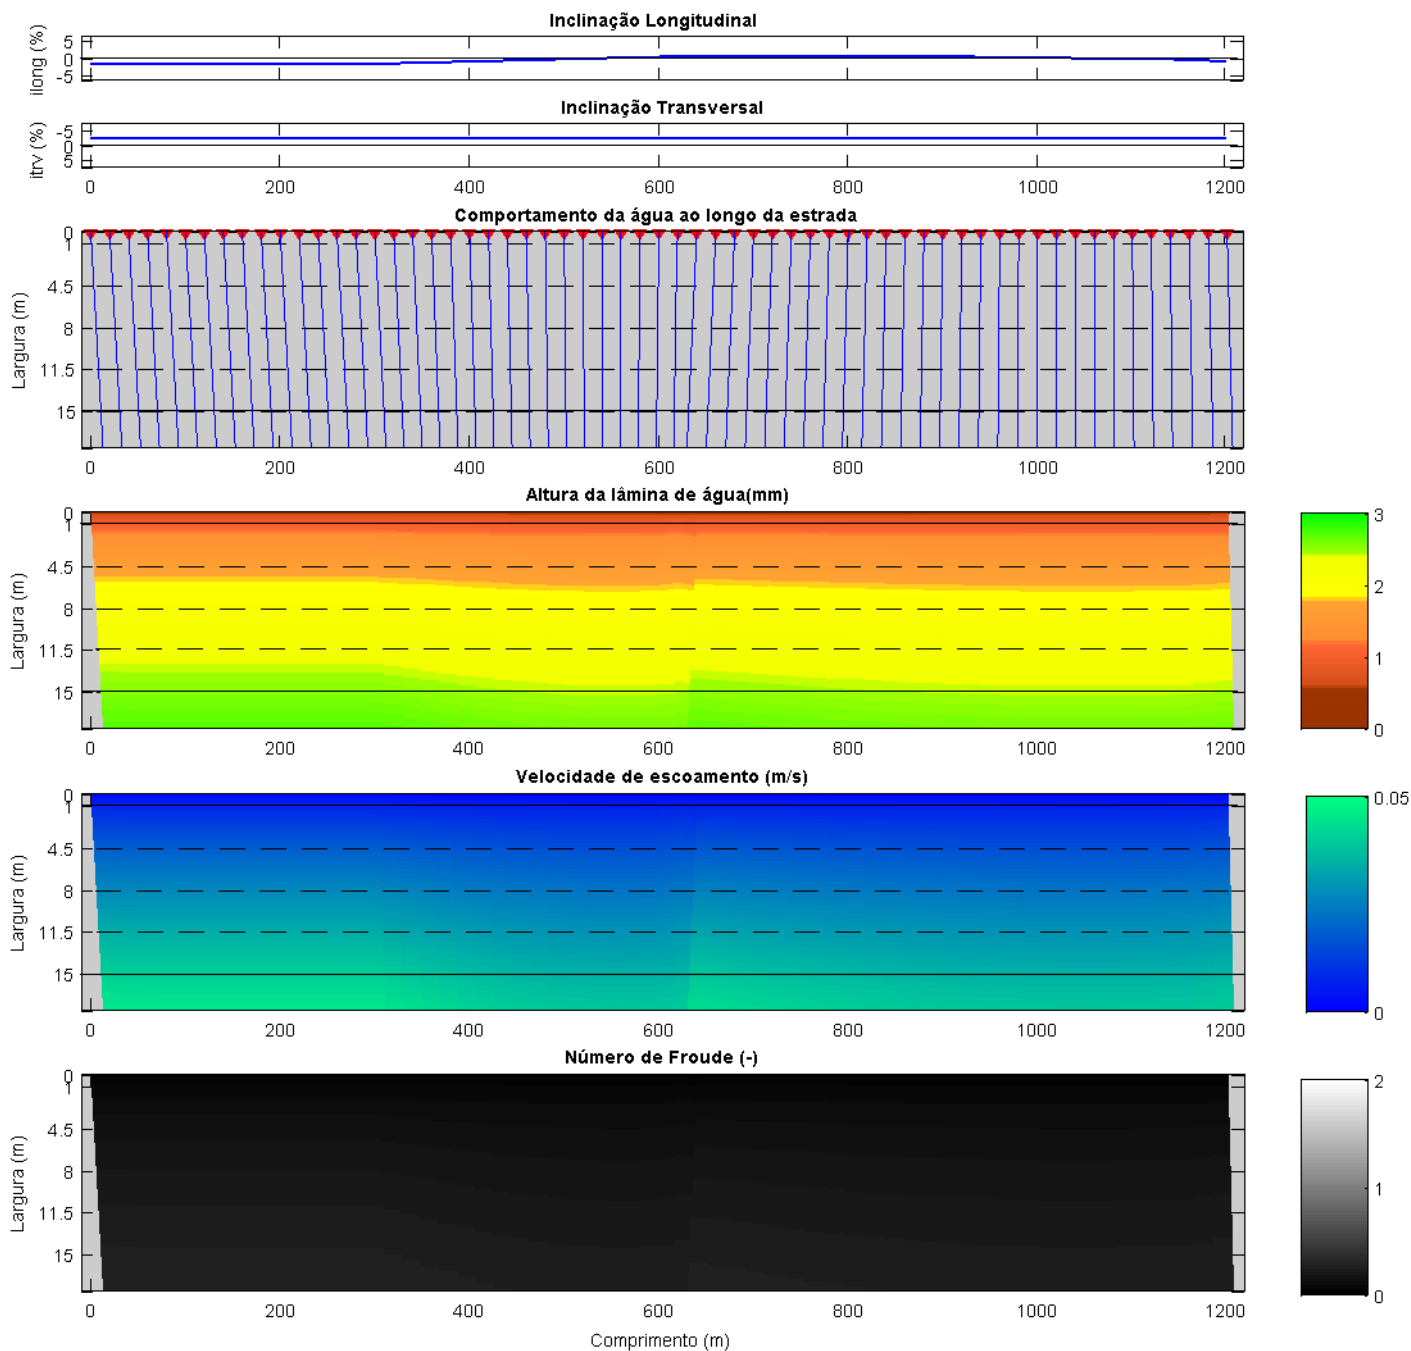 Inclinação Longitudinal
ilong (%)
5
0
-5
Inclinação Transversal
itrv (%)
-5
0
5
0 200 400 600 800 1000 1200
Comportamento da água ao longo da estrada
Largura (m)
0
1
4.5
8
11.5
15
0 200 400 600 800 1000 1200
Altura da lâmina de água(mm)
Largura (m)
0
1
4.5
8
11.5
15
0 200 400 600 800 1000 1200
3
2
1
0
Velocidade de escoamento (m/s)
Largura (m)
0
1
4.5
8
11.5
15
0 200 400 600 800 1000 1200
0.05
0
Número de Froude (-)
Largura (m)
0
1
4.5
8
11.5
15
0 200 400 600 800 1000 1200
2
1
0
Comprimento (m)